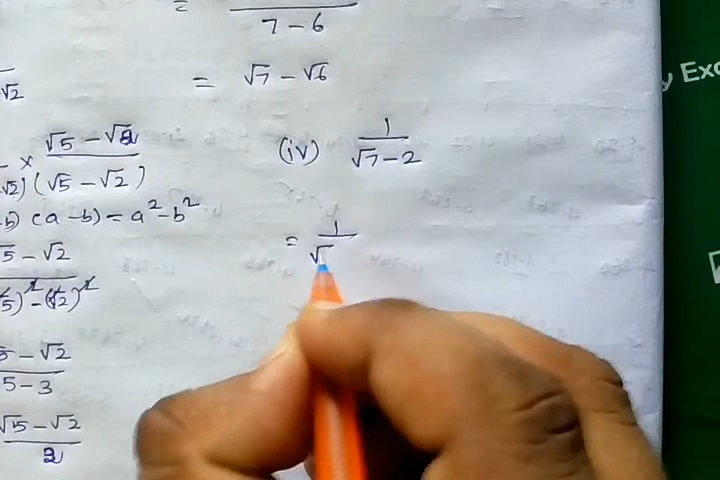 =
7 - 6
√2
= √7 - √6
× √5 - √2
√2) (√5 - √2)
b) (a - b) = a² - b²
5 - √2
5)² - (√2)²
- √2
5 - 3
√5 - √2
3
(iv) 1
√7 - 2
= 1
√
Exc